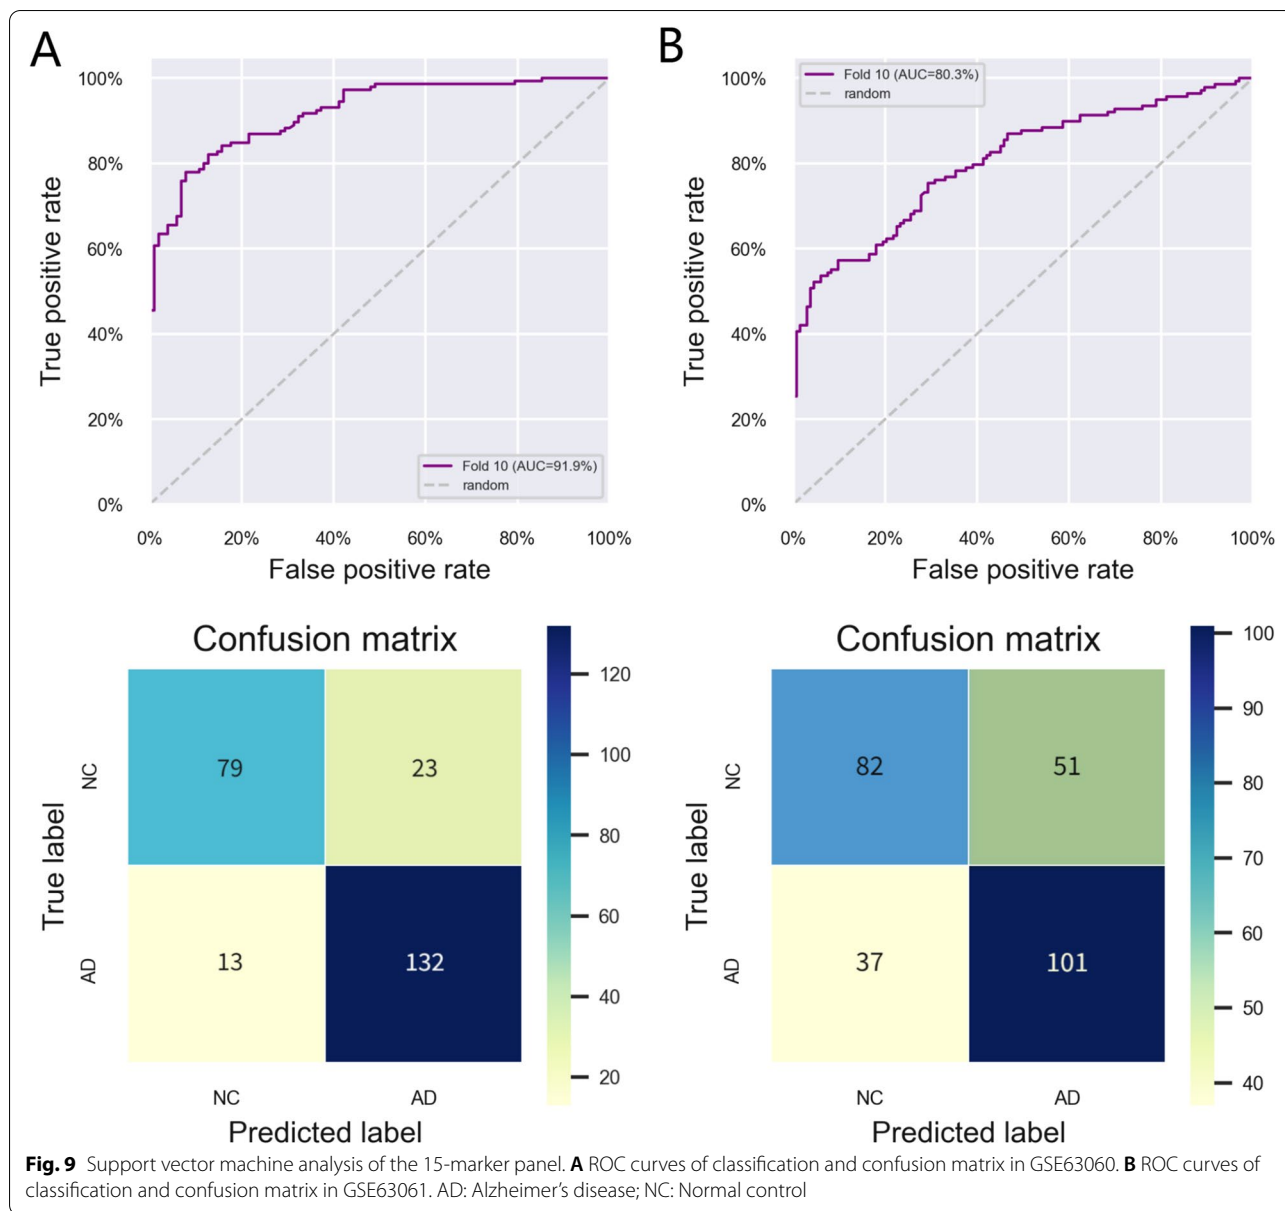 A
100%
80%
60%
40%
20%
0%
True positive rate
Fold 10 (AUC=91.9%)
random
0% 20% 40% 60% 80% 100%
False positive rate
B
100%
80%
60%
40%
20%
0%
True positive rate
Fold 10 (AUC=80.3%)
random
0% 20% 40% 60% 80% 100%
False positive rate
Confusion matrix
True label
NC
AD
79 23
13 132
NC AD
Predicted label
120
100
80
60
40
20
Confusion matrix
True label
NC
AD
82 51
37 101
NC AD
Predicted label
100
90
80
70
60
50
40
Fig. 9 Support vector machine analysis of the 15-marker panel. A ROC curves of classification and confusion matrix in GSE63060. B ROC curves of
classification and confusion matrix in GSE63061. AD: Alzheimer’s disease; NC: Normal control